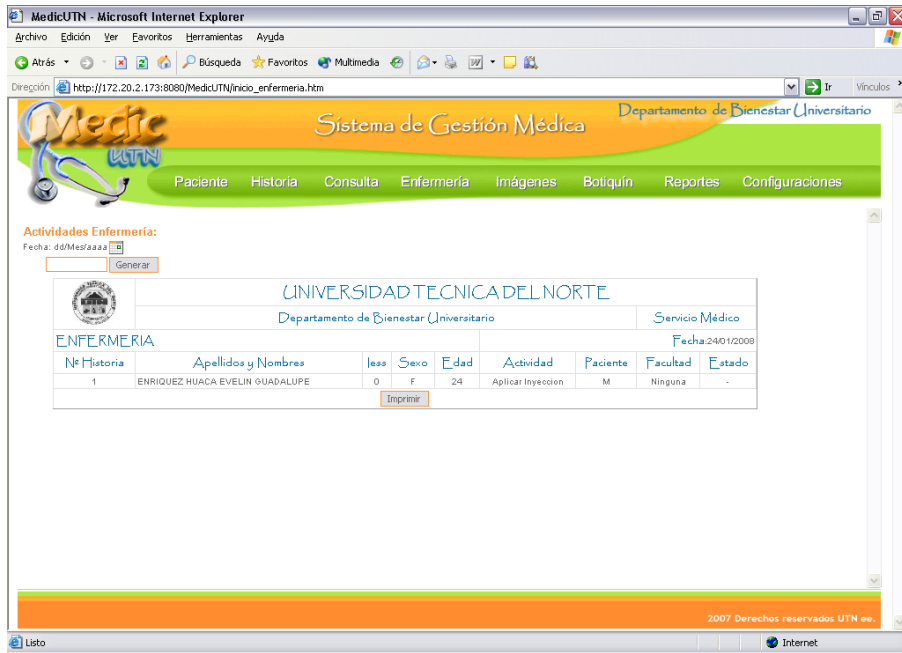 MedicUTN - Microsoft Internet Explorer
Archivo Edición Ver Favoritos Herramientas Ayuda
Atrás Búsqueda Favoritos Multimedia
Dirección http://172.20.2.173:8080/MedicUTN/inicio_enfermeria.htm Ir Vínculos
Medic UTN
Sistema de Gestión Médica
Departamento de Bienestar Universitario
Paciente Historia Consulta Enfermería Imágenes Botiquín Reportes Configuraciones
Actividades Enfermería:
Fecha: dd/Mes/aaaa
Generar
UNIVERSIDAD TECNICA DEL NORTE
Departamento de Bienestar Universitario Servicio Médico
ENFERMERIA Fecha:24/01/2008
Nº Historia Apellidos y Nombres Iess Sexo Edad Actividad Paciente Facultad Estado
1 ENRIQUEZ HUACA EVELIN GUADALUPE 0 F 24 Aplicar Inyeccion M Ninguna -
Imprimir
2007 Derechos reservados UTN ee.
Listo Internet